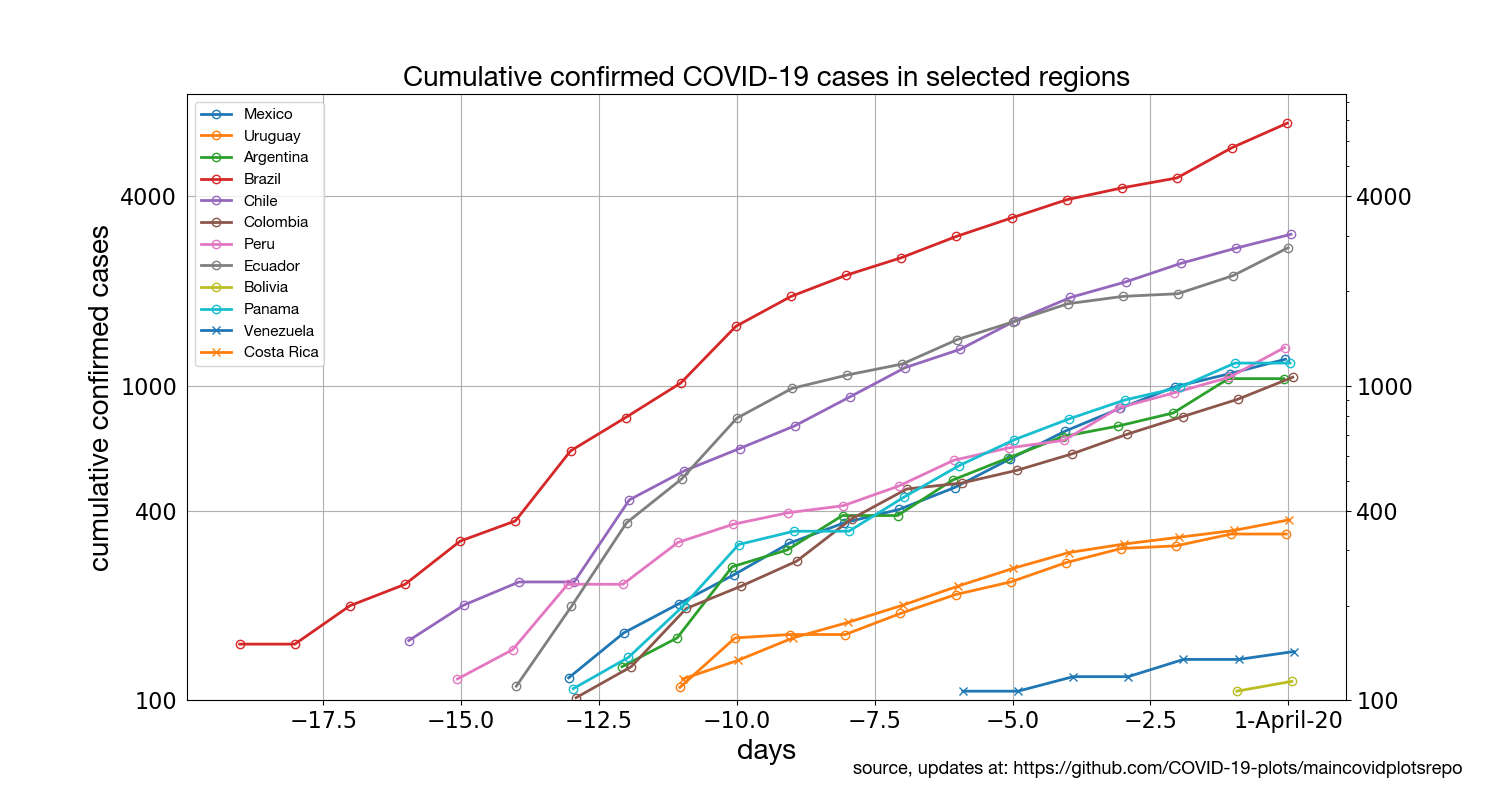 Cumulative confirmed COVID-19 cases in selected regions
Mexico
Uruguay
Argentina
Brazil
Chile
Colombia
Peru
Ecuador
Bolivia
Panama
Venezuela
Costa Rica
cumulative confirmed cases
4000
1000
400
100
4000
1000
400
100
−17.5 −15.0 −12.5 −10.0 −7.5 −5.0 −2.5 1-April-20
days
source, updates at: https://github.com/COVID-19-plots/maincovidplotsrepo